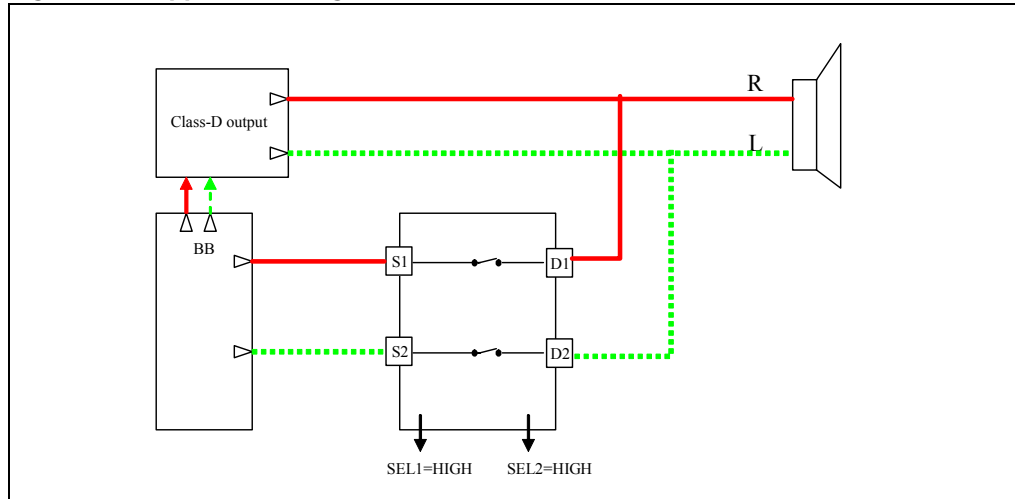 R
Class-D output
L
BB
S1
D1
S2
D2
SEL1=HIGH
SEL2=HIGH